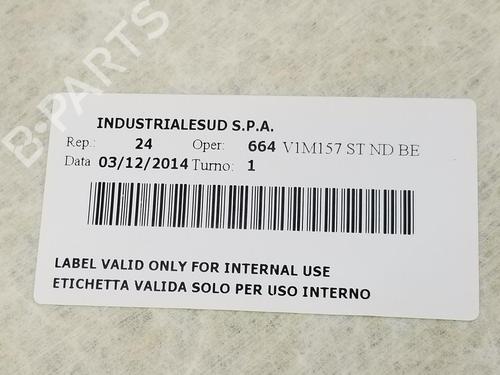 INDUSTRIALESUD S.P.A.
Rep.: 24 Oper: 664 V1M157 ST ND BE
Data 03/12/2014 Turno: 1
LABEL VALID ONLY FOR INTERNAL USE
ETICHETTA VALIDA SOLO PER USO INTERNO
B-PARTS